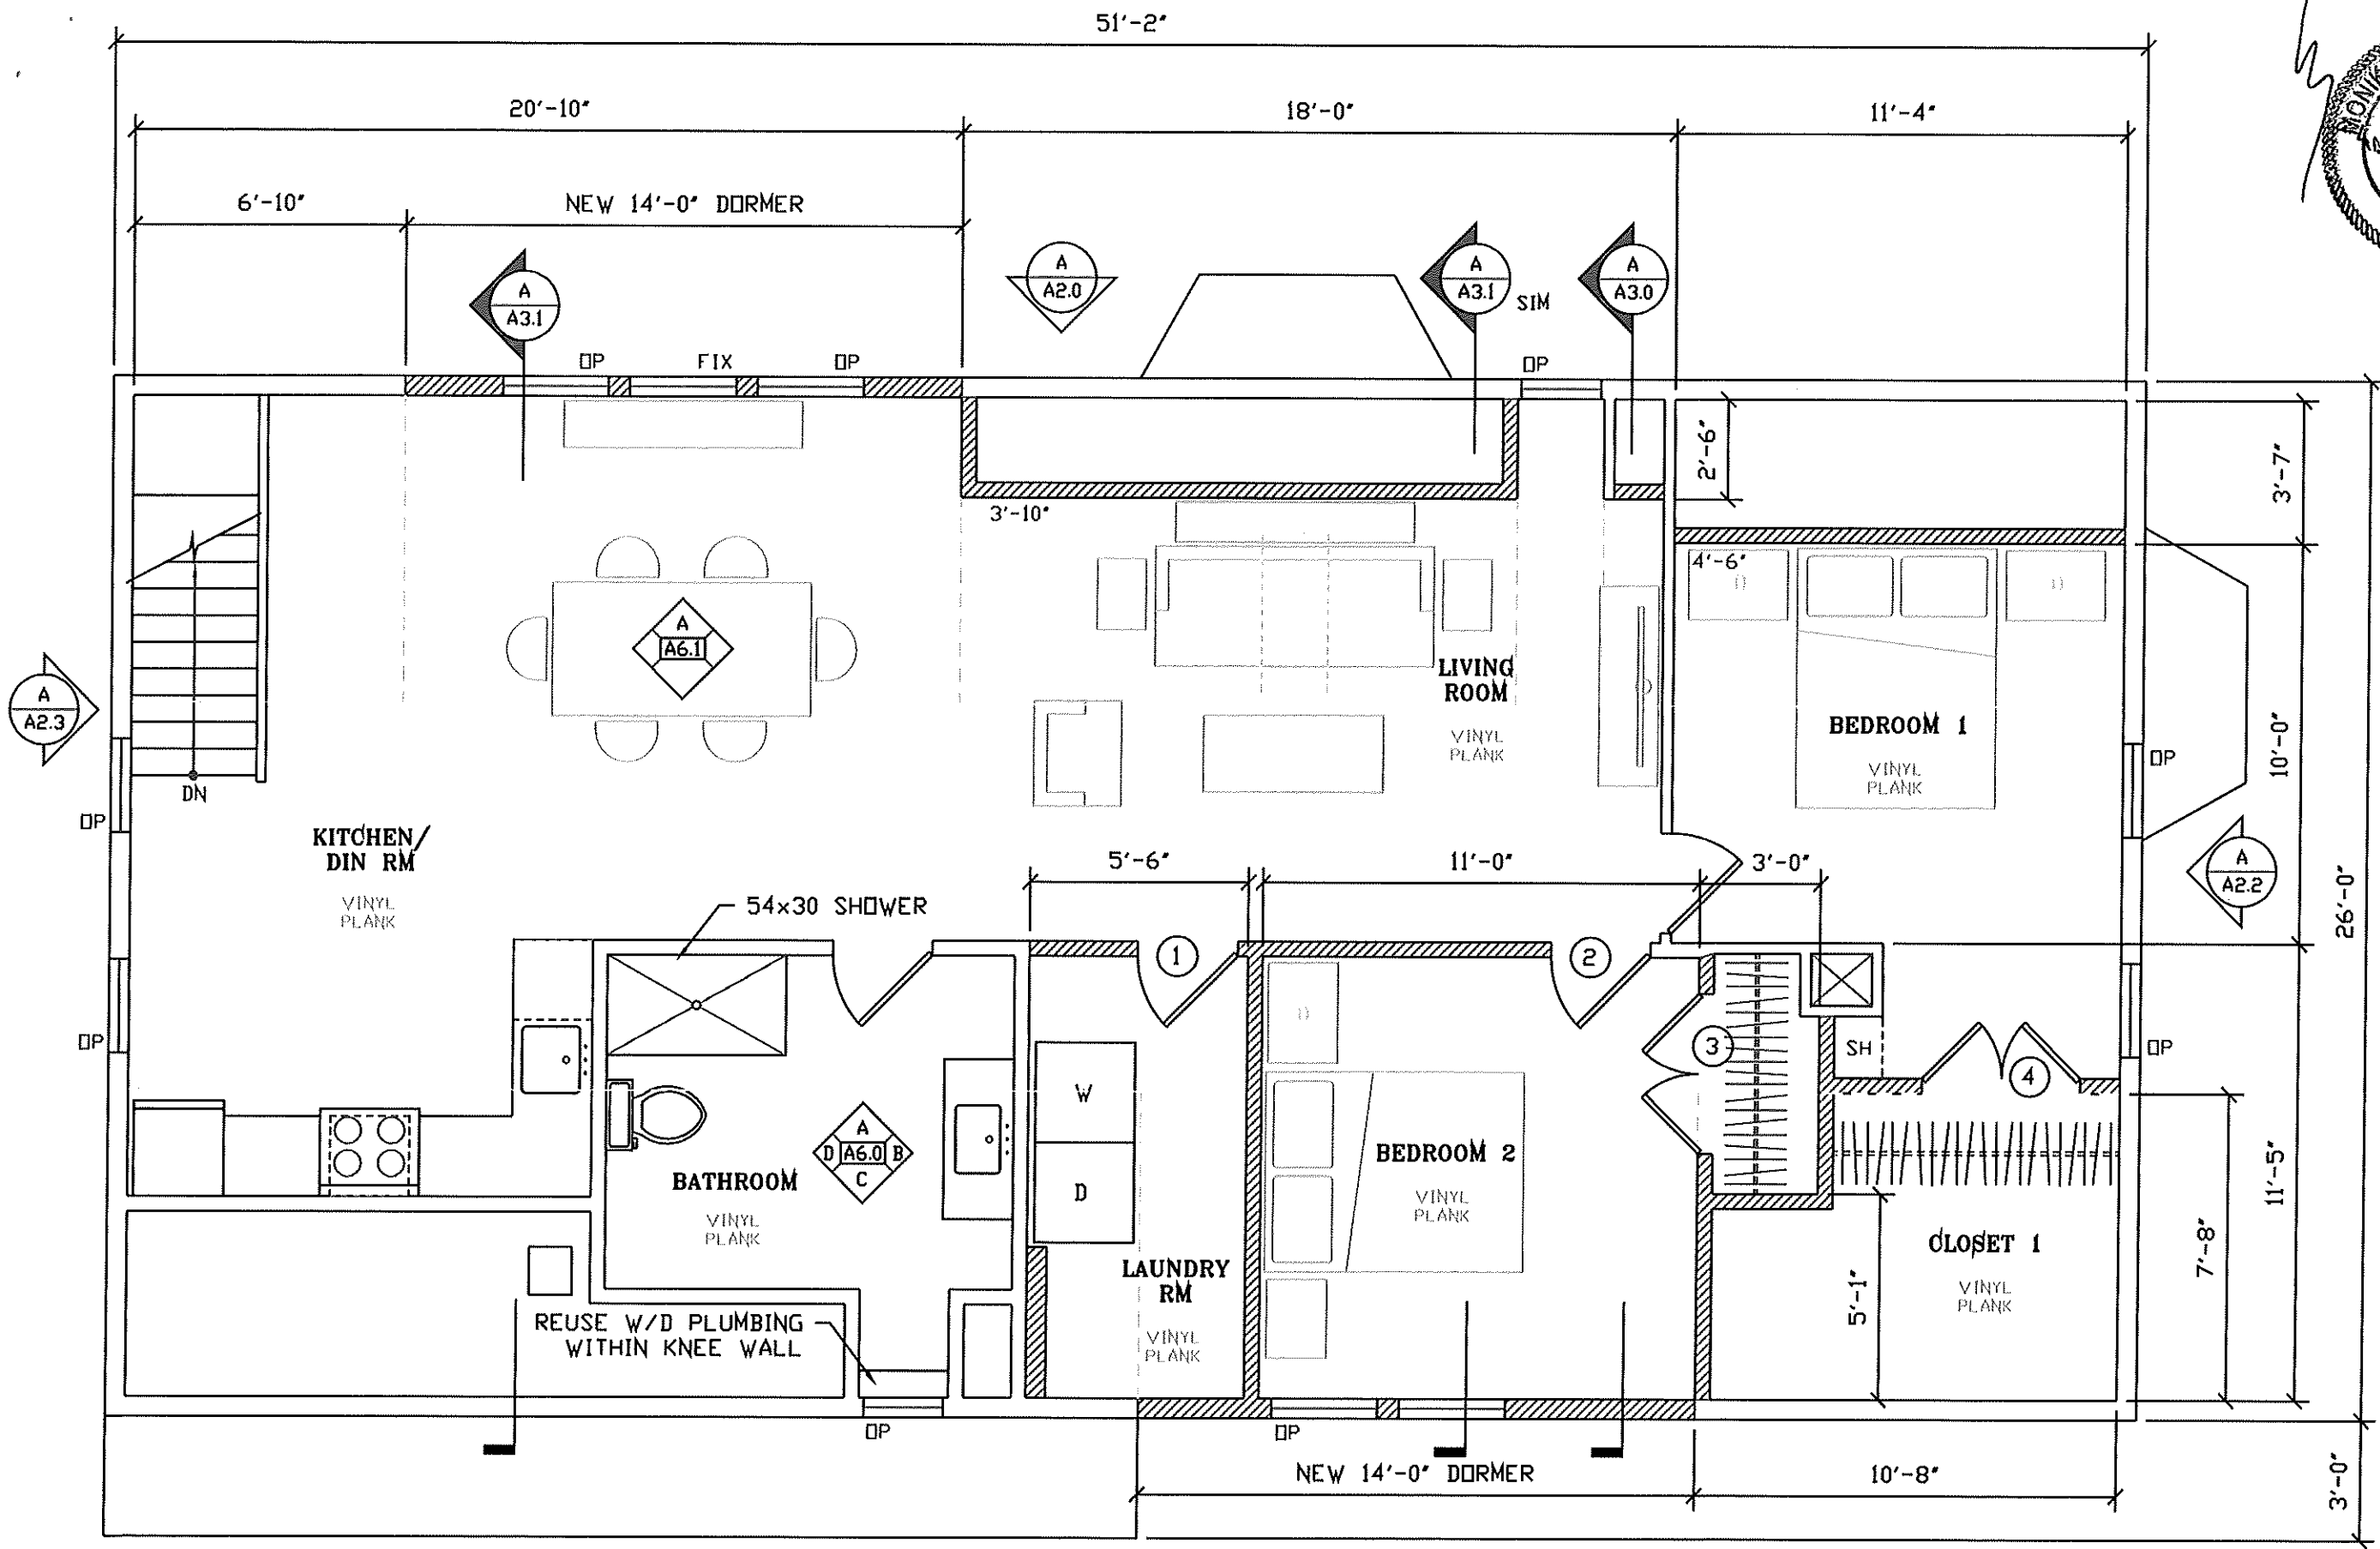 51'-2"
20'-10"
18'-0"
11'-4"
6'-10"
NEW 14'-0" DORMER
A
A3.1
A
A2.0
A
A3.1
SIM
A
A3.0
OP
FIX
OP
OP
2'-6"
3'-7"
3'-10"
4'-6"
D
D
A
A6.1
LIVING
ROOM
VINYL
PLANK
BEDROOM 1
VINYL
PLANK
A
A2.3
DN
OP
OP
10'-0"
KITCHEN/
DIN RM
VINYL
PLANK
5'-6"
11'-0"
3'-0"
A
A2.2
26'-0"
54x30 SHOWER
1
2
3
4
D
SH
OP
OP
W
D
A
D A6.0 B
C
BATHROOM
VINYL
PLANK
BEDROOM 2
VINYL
PLANK
LAUNDRY
RM
VINYL
PLANK
CLOSET 1
VINYL
PLANK
5'-1"
7'-8"
11'-5"
REUSE W/D PLUMBING
WITHIN KNEE WALL
OP
OP
NEW 14'-0" DORMER
10'-8"
3'-0"